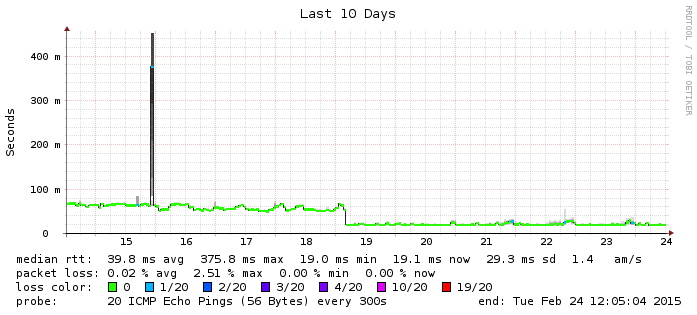 Last 10 Days
RRDTOOL / TOBI OETIKER
Seconds
400 m
300 m
200 m
100 m
0
15 16 17 18 19 20 21 22 23 24
median rtt: 39.8 ms avg 375.8 ms max 19.0 ms min 19.1 ms now 29.3 ms sd 1.4 am/s
packet loss: 0.02 % avg 2.51 % max 0.00 % min 0.00 % now
loss color: 0 1/20 2/20 3/20 4/20 10/20 19/20
probe: 20 ICMP Echo Pings (56 Bytes) every 300s end: Tue Feb 24 12:05:04 2015